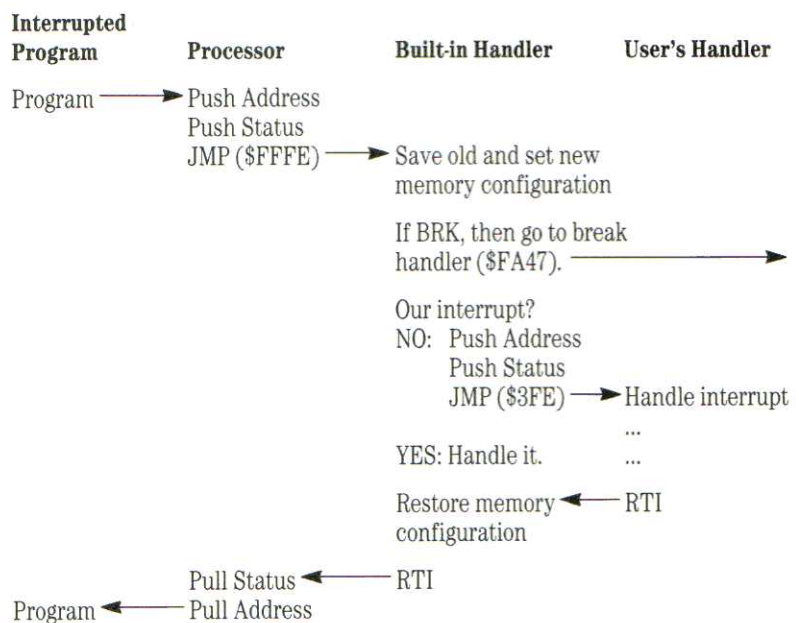 Interrupted
Program Processor Built-in Handler User's Handler
Program Push Address
Push Status
JMP ($FFFE) Save old and set new
memory configuration
If BRK, then go to break
handler ($FA47).
Our interrupt?
NO: Push Address
Push Status
JMP ($3FE) Handle interrupt
...
YES: Handle it. ...
Restore memory RTI
configuration
Pull Status RTI
Program Pull Address